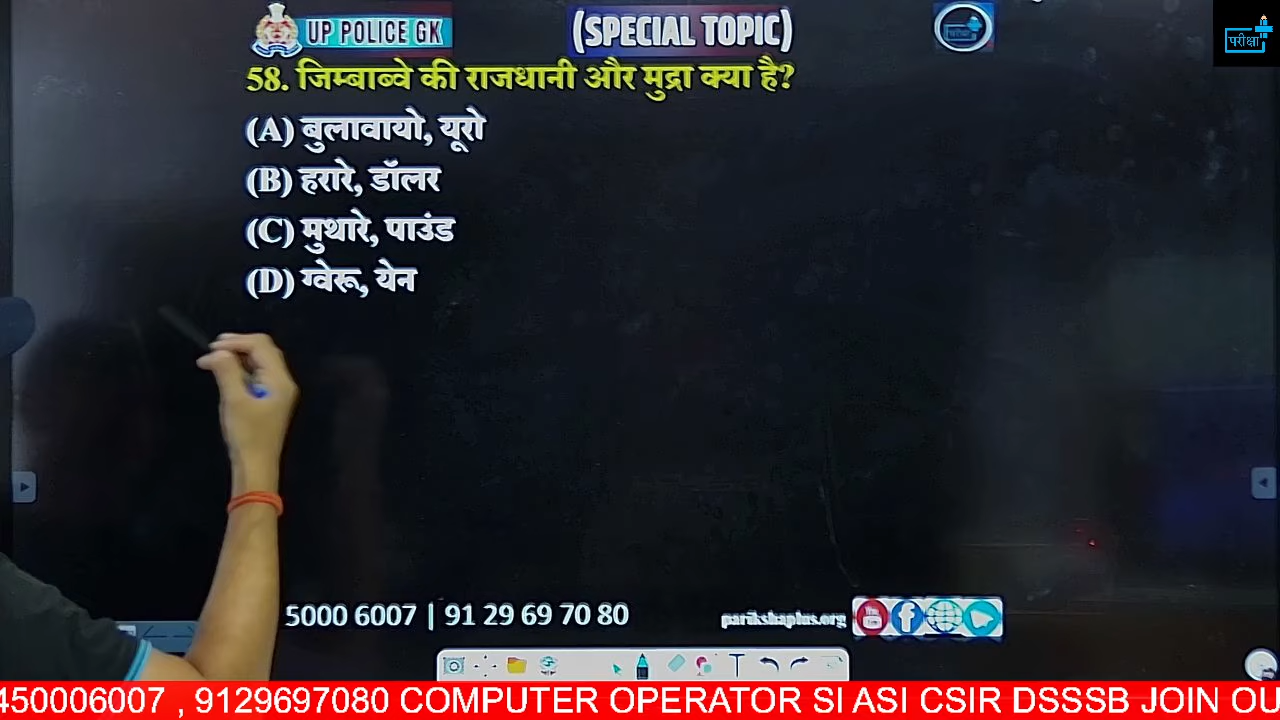 UP POLICE GK
(SPECIAL TOPIC)
परीक्षा
58. जिम्बाब्वे की राजधानी और मुद्रा क्या है?
(A) बुलावायो, यूरो
(B) हरारे, डॉलर
(C) मुथारे, पाउंड
(D) ग्वेरू, येन
5000 6007 | 91 29 69 70 80
parikshaplus.org
450006007 , 9129697080 COMPUTER OPERATOR SI ASI CSIR DSSSB JOIN OU